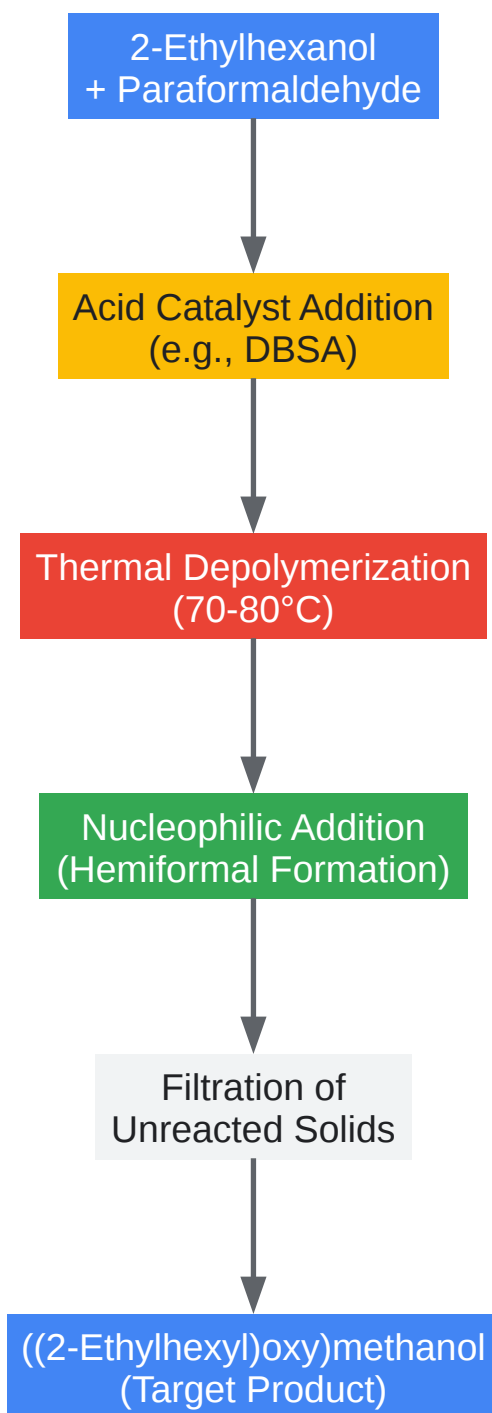 2-Ethylhexanol
+ Paraformaldehyde
Acid Catalyst Addition
(e.g., DBSA)
Thermal Depolymerization
(70-80°C)
Nucleophilic Addition
(Hemiformal Formation)
Filtration of
Unreacted Solids
((2-Ethylhexyl)oxy)methanol
(Target Product)